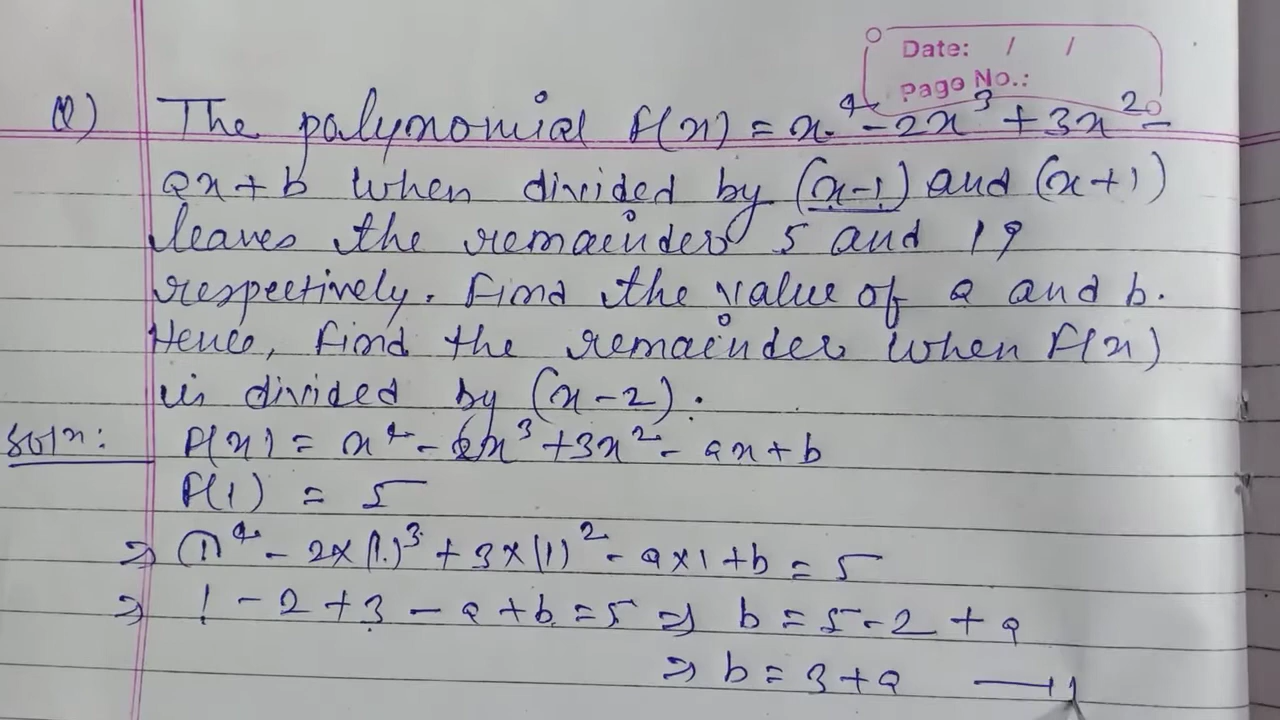 Date: / /
Page No.:
Q) The polynomial f(x) = x⁴ - 2x³ + 3x² -
ax + b when divided by (x-1) and (x+1)
leaves the remainder 5 and 19
respectively. Find the value of a and b.
Hence, find the remainder when f(x)
is divided by (x-2).
Soln: f(x) = x⁴ - 2x³ + 3x² - ax + b
f(1) = 5
⇒ (1)⁴ - 2×(1)³ + 3×(1)² - a×1 + b = 5
⇒ 1 - 2 + 3 - a + b = 5 ⇒ b = 5 - 2 + a
⇒ b = 3 + a —1